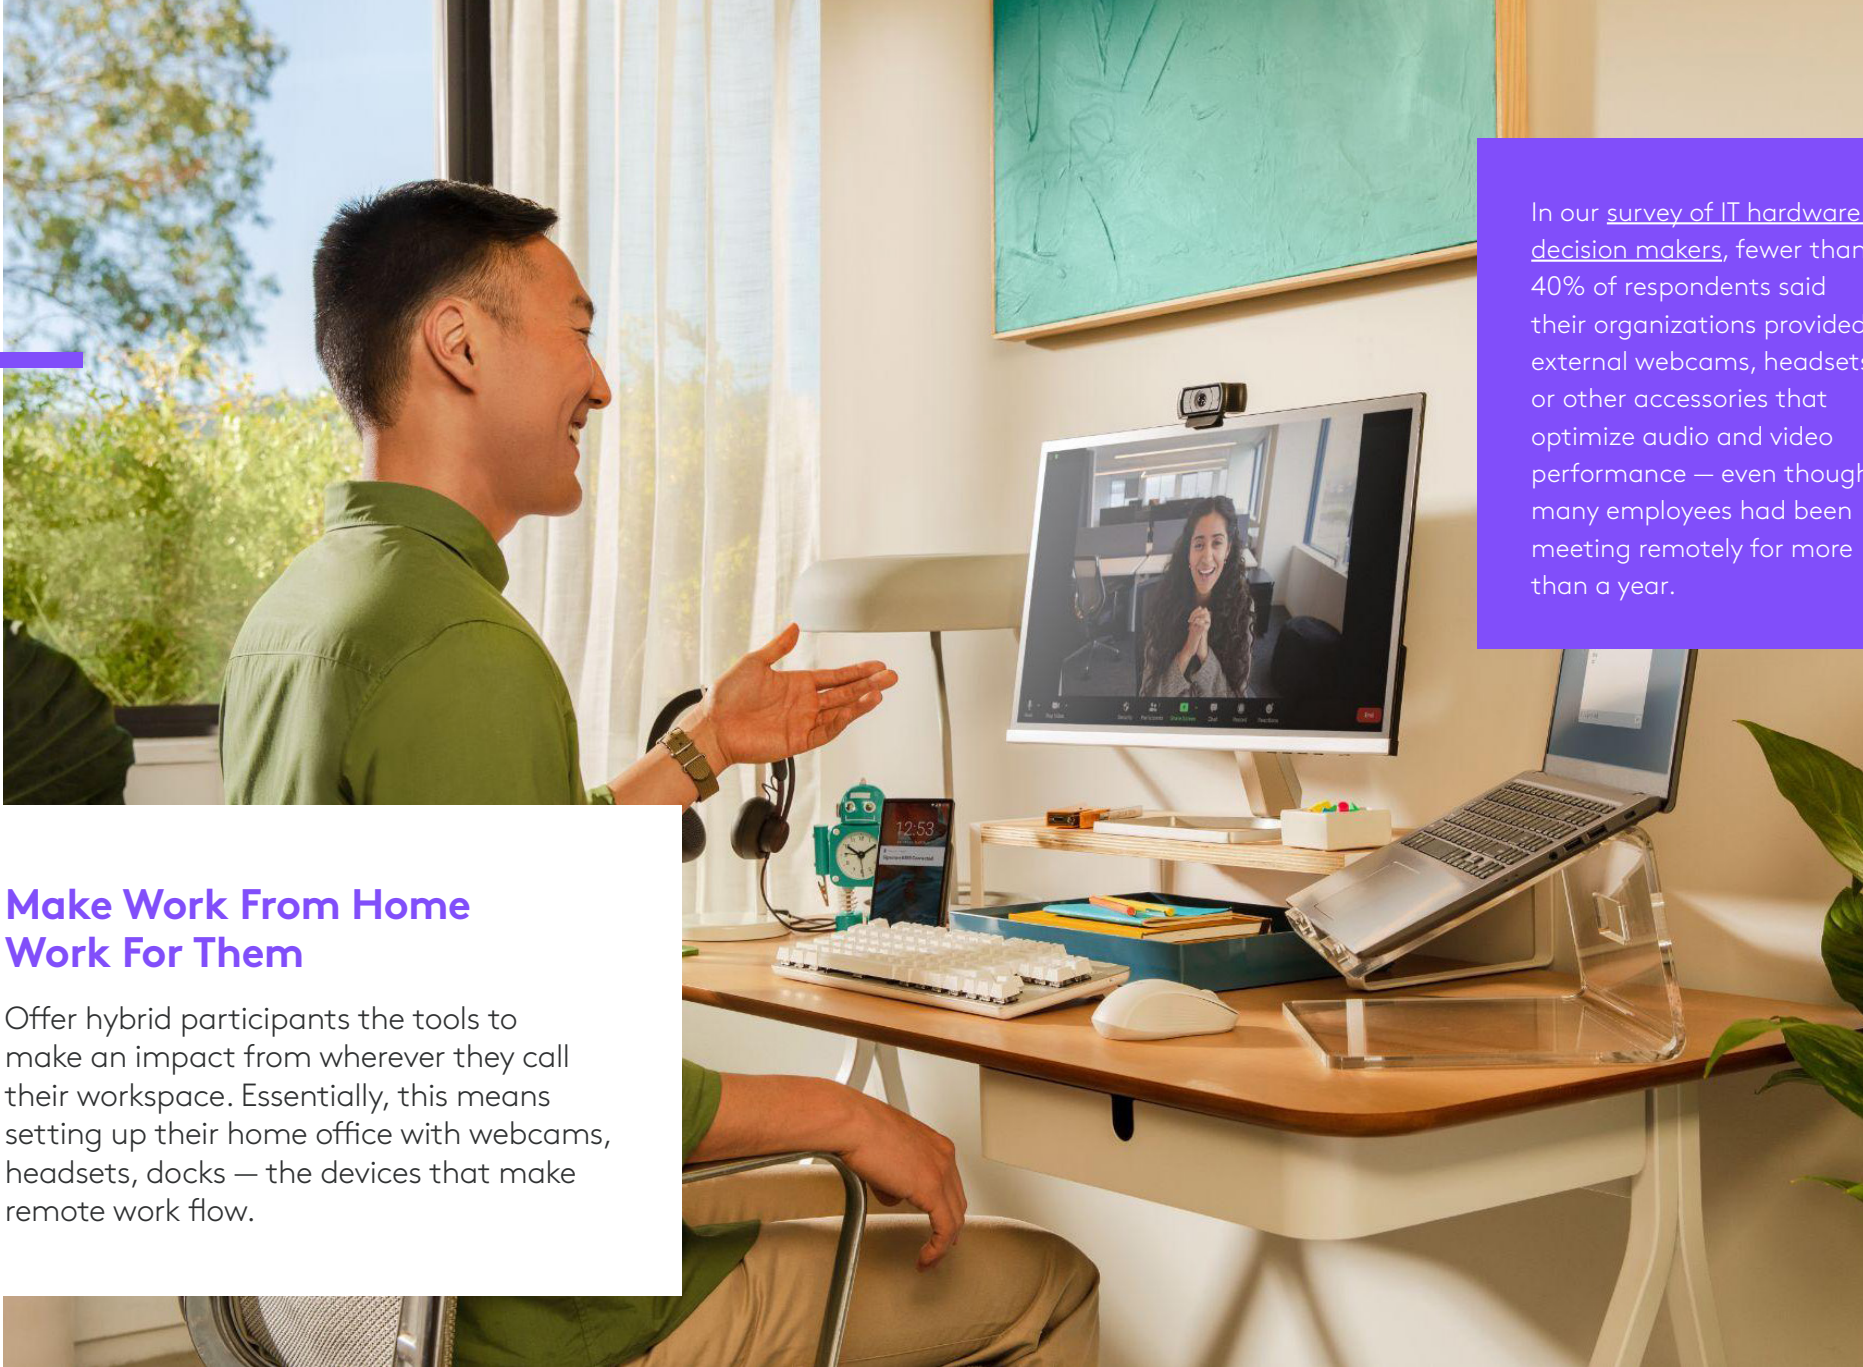 In our survey of IT hardware
decision makers, fewer than
40% of respondents said
their organizations provided
external webcams, headsets
or other accessories that
optimize audio and video
performance — even though
many employees had been
meeting remotely for more
than a year.
12:53
End
Make Work From Home
Work For Them
Offer hybrid participants the tools to
make an impact from wherever they call
their workspace. Essentially, this means
setting up their home office with webcams,
headsets, docks — the devices that make
remote work flow.